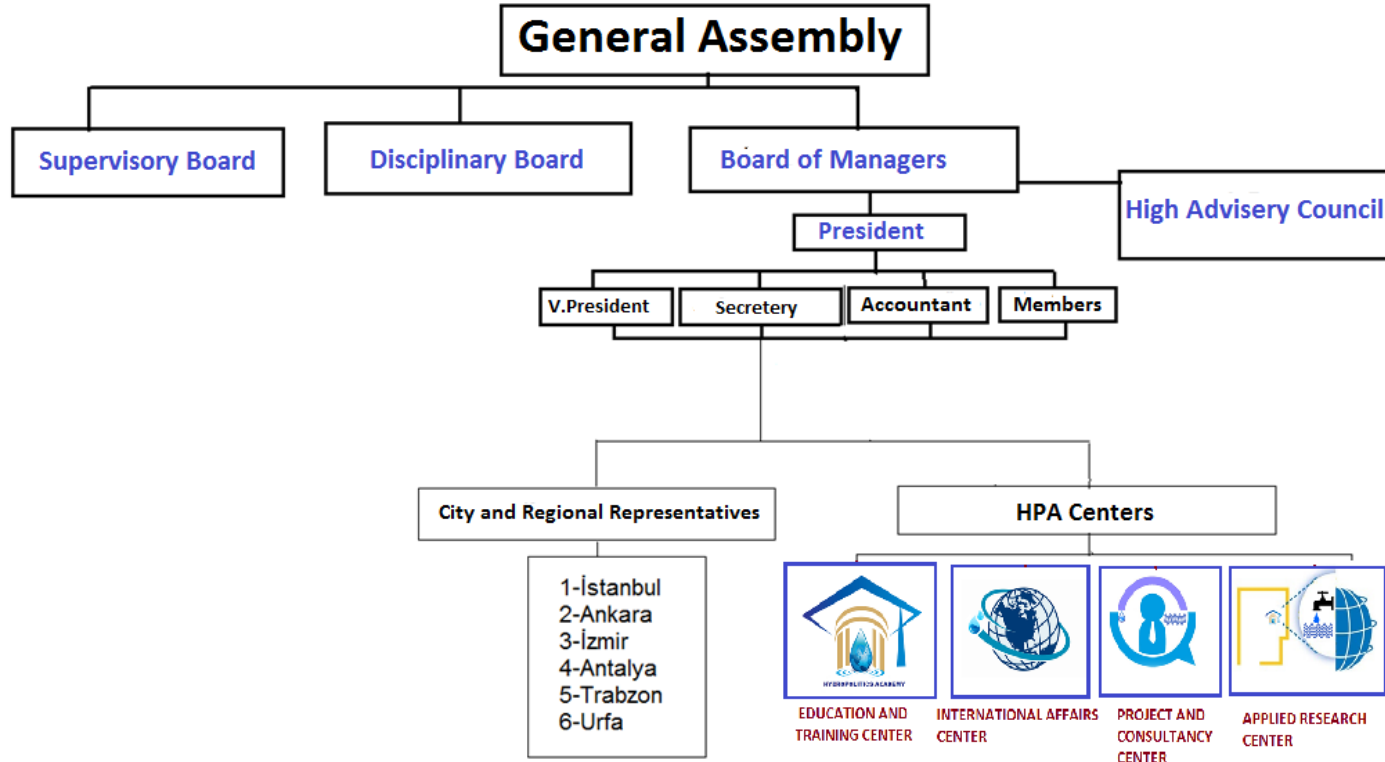 General Assembly
Supervisory Board
Disciplinary Board
Board of Managers
High Advisery Council
President
V.President
Secretery
Accountant
Members
City and Regional Representatives
HPA Centers
1-İstanbul
2-Ankara
3-İzmir
4-Antalya
5-Trabzon
6-Urfa
HYDROPOLITICS ACADEMY
EDUCATION AND
TRAINING CENTER
INTERNATIONAL AFFAIRS
CENTER
PROJECT AND
CONSULTANCY
CENTER
APPLIED RESEARCH
CENTER